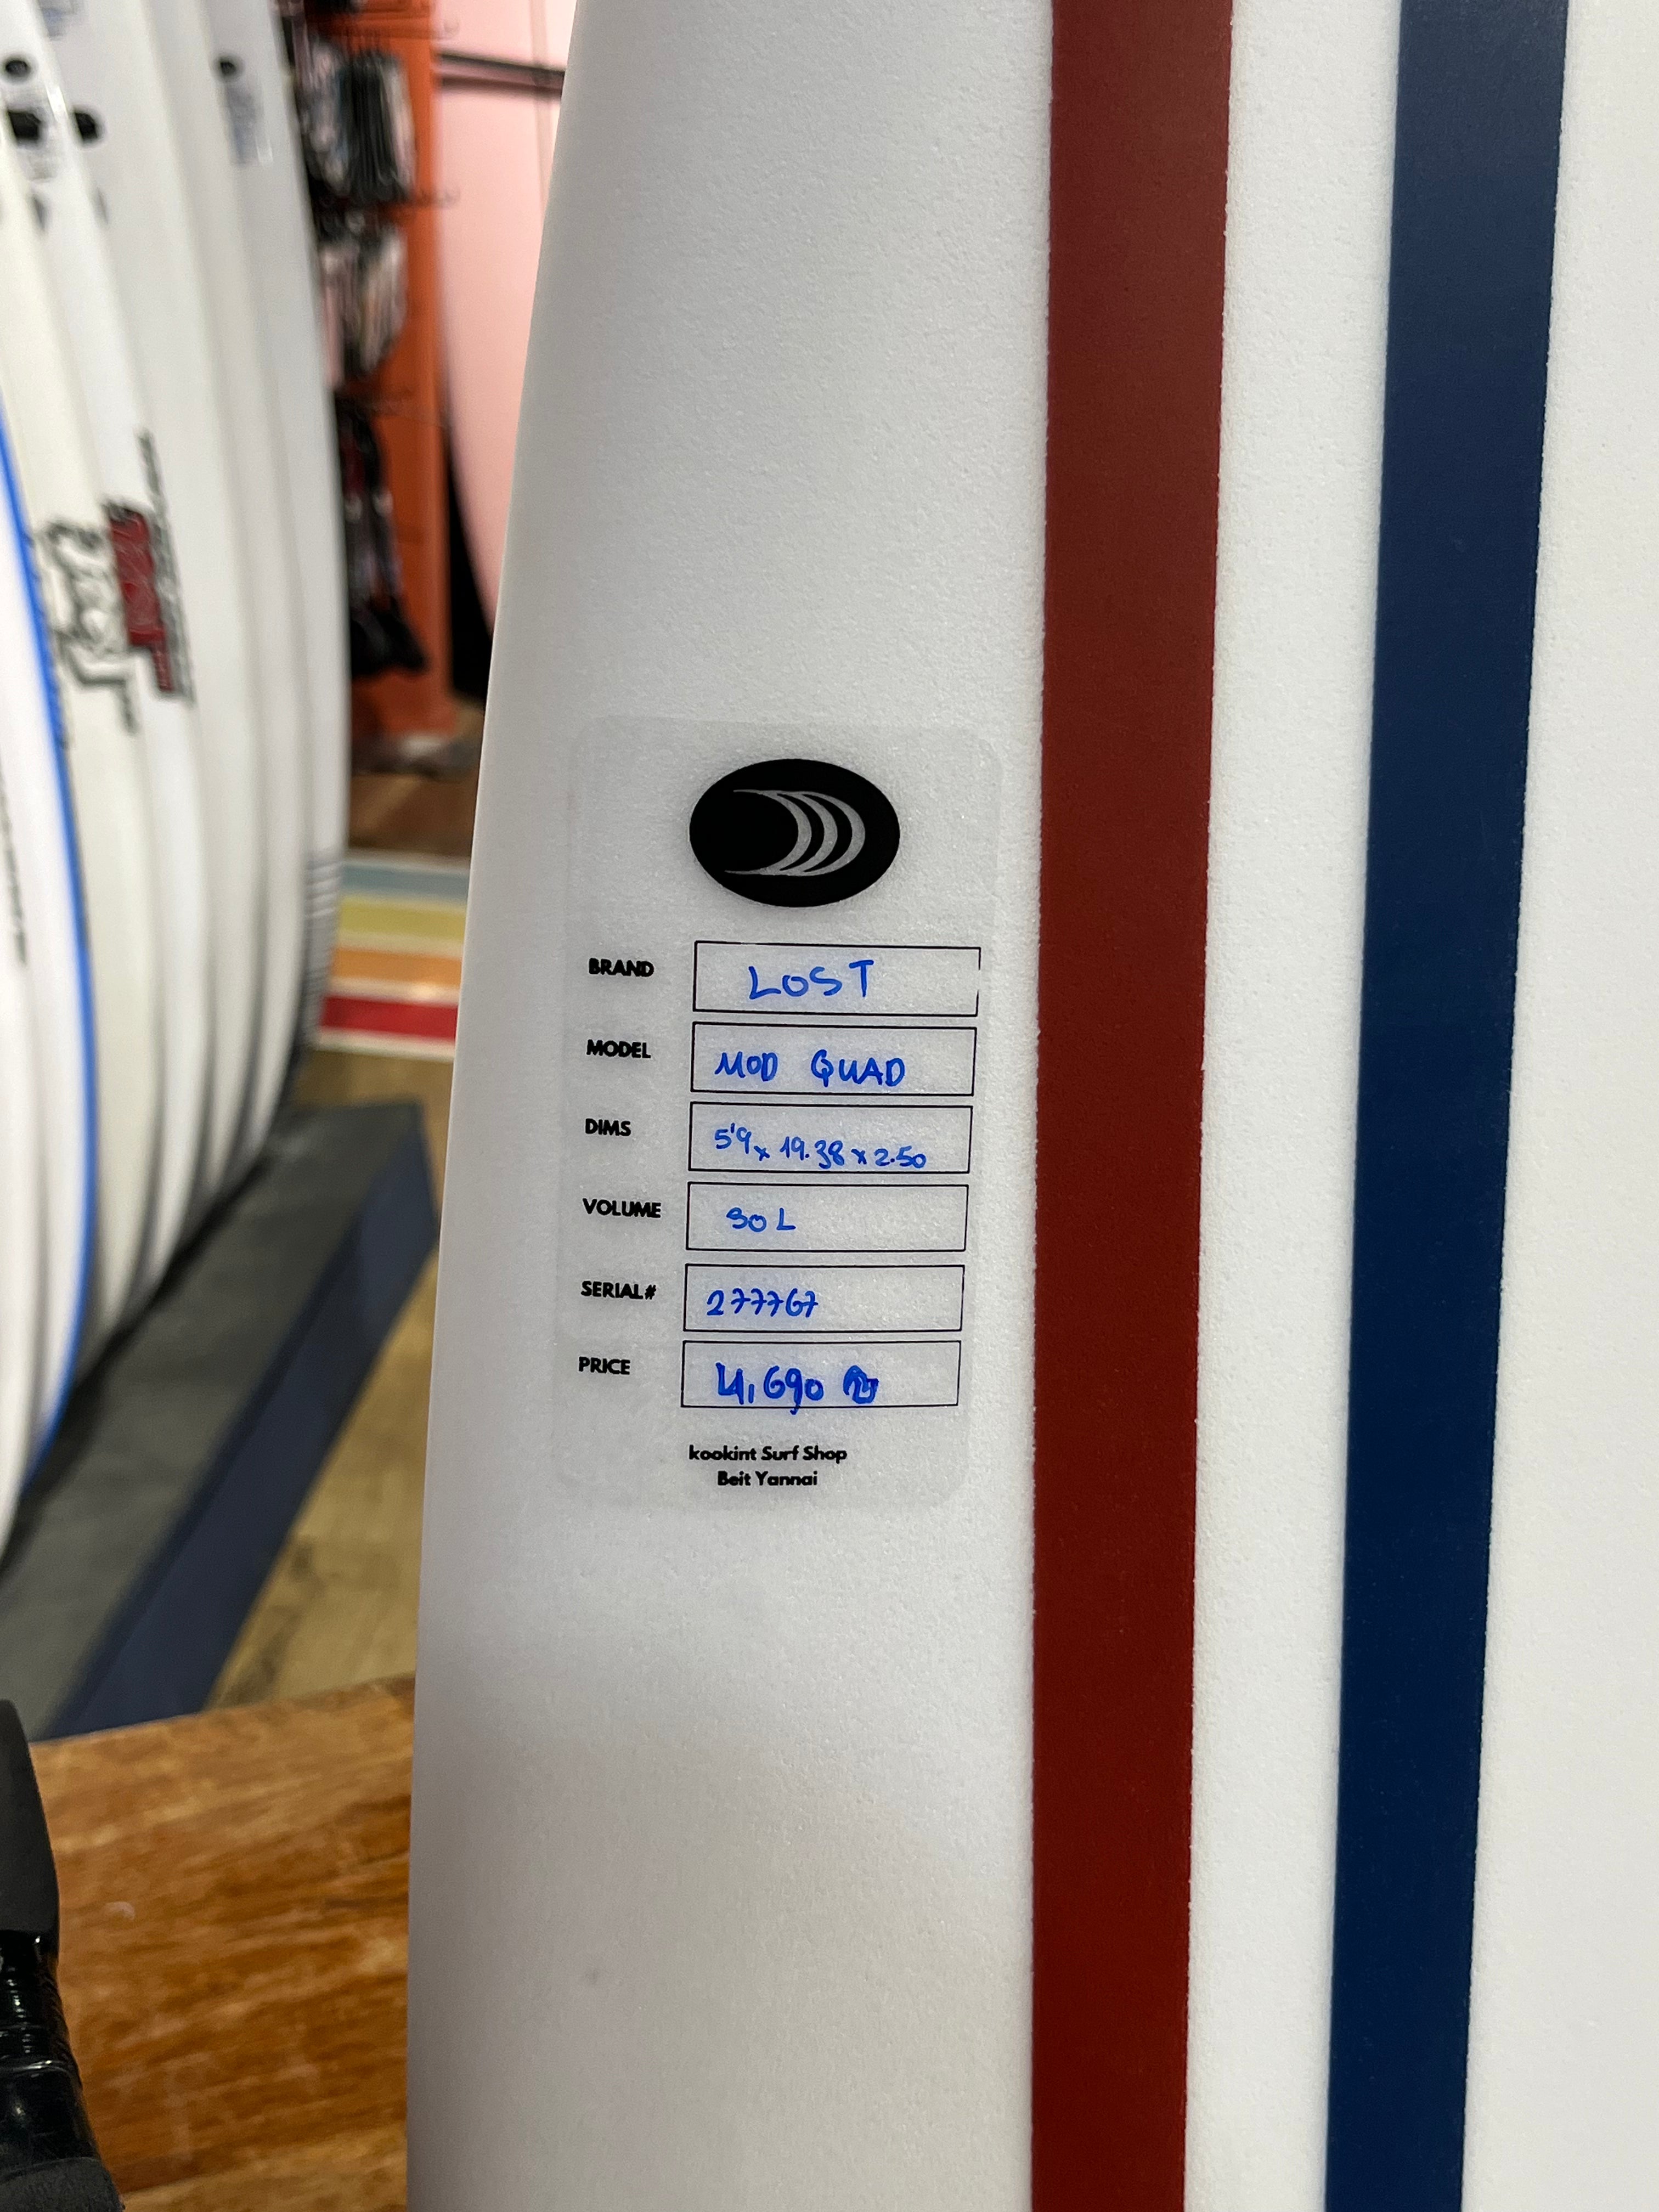 BRAND LOST
MODEL MOD QUAD
DIMS 5'9 x 19.38 x 2.50
VOLUME 30 L
SERIAL# 277767
PRICE 4,690 ₪
kookint Surf Shop
Beit Yannai